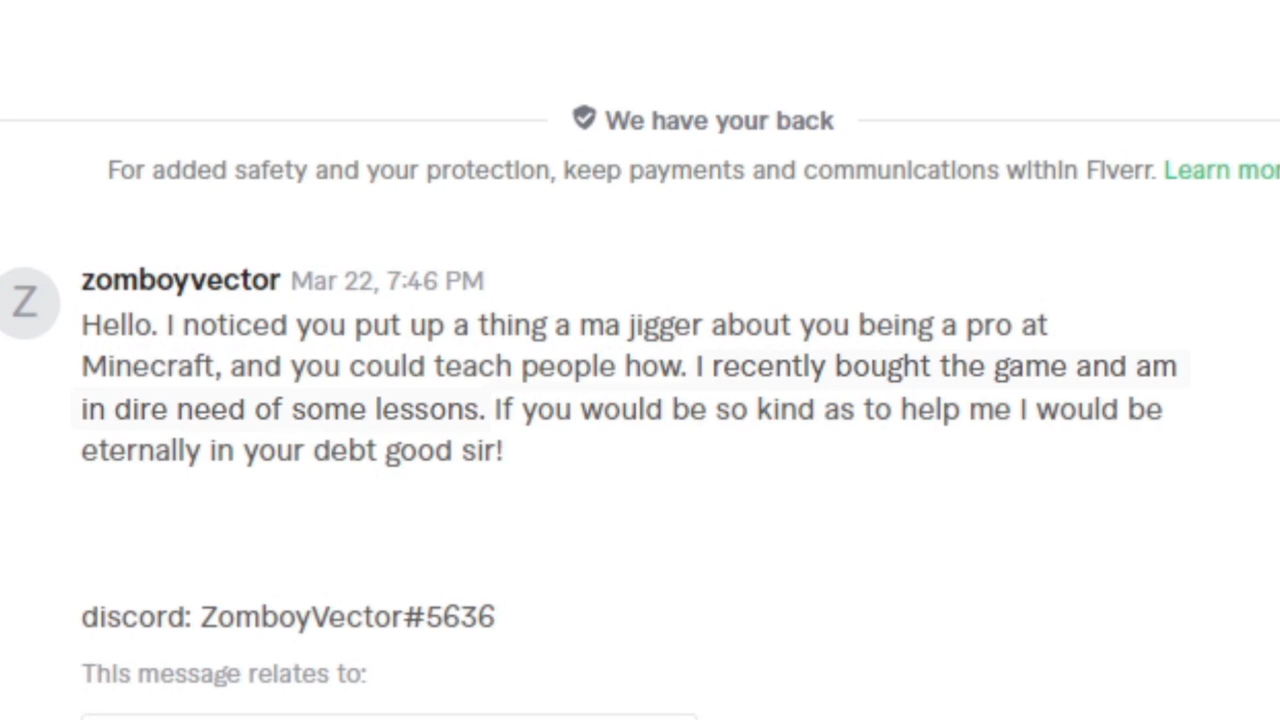 We have your back
For added safety and your protection, keep payments and communications within Fiverr. Learn
Z
zomboyvector Mar 22, 7:46 PM
Hello. I noticed you put up a thing a ma jigger about you being a pro at
Minecraft, and you could teach people how. I recently bought the game and am
in dire need of some lessons. If you would be so kind as to help me I would be
eternally in your debt good sir!
discord: ZomboyVector#5636
This message relates to: